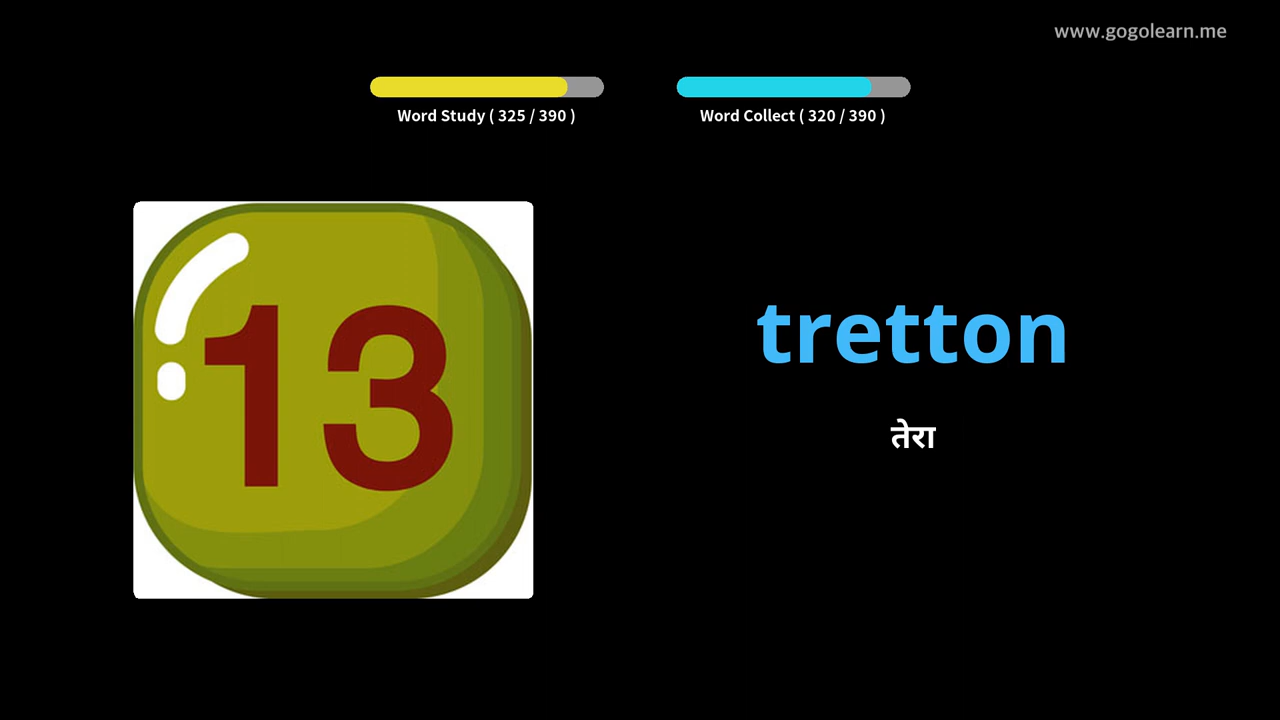 www.gogolearn.me
Word Study ( 325 / 390 )
Word Collect ( 320 / 390 )
13
tretton
तेरा